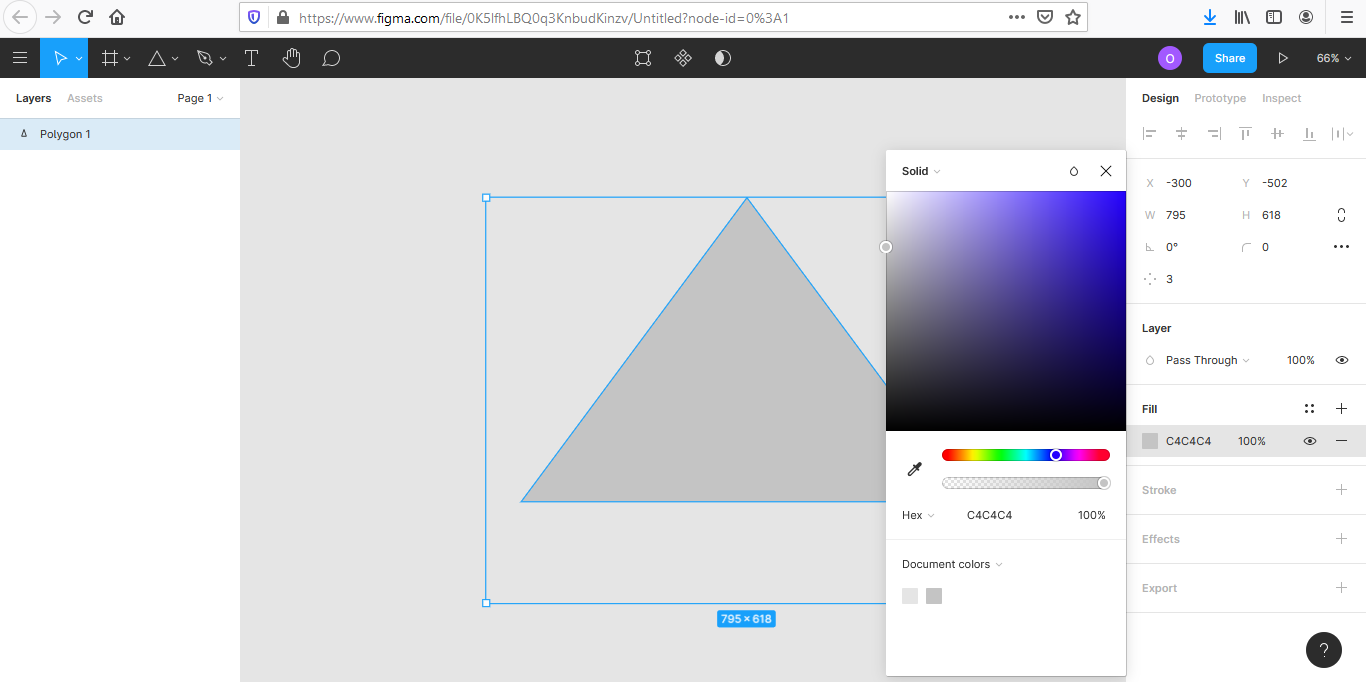 https://www.figma.com/file/0K5IfhLBQ0q3KnbudKinzv/Untitled?node-id=0%3A1
T
O
Share
66%
Layers
Assets
Page 1
Design
Prototype
Inspect
Polygon 1
Solid
X -300
Y -502
W 795
H 618
0°
0
3
Layer
Pass Through
100%
Fill
C4C4C4
100%
Hex
C4C4C4
100%
Stroke
Effects
Document colors
Export
795 × 618
?